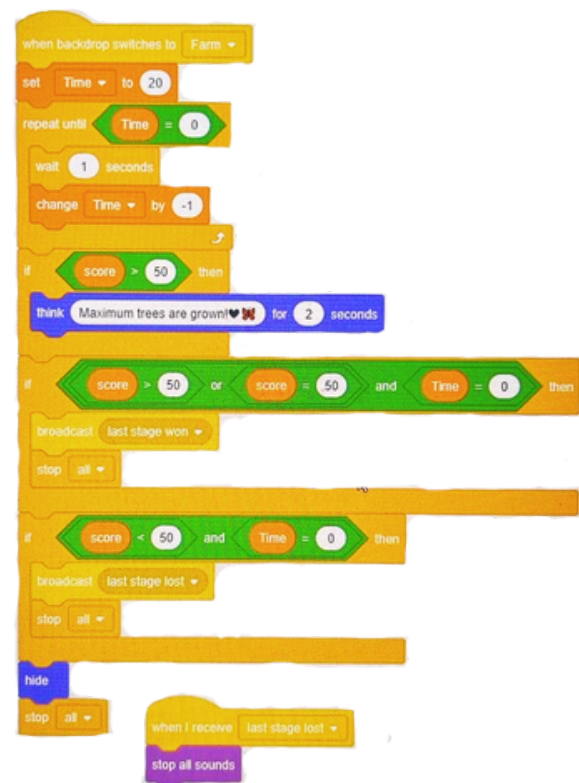 when backdrop switches to Farm
set Time to 20
repeat until Time = 0
wait 1 seconds
change Time by -1
if score > 50 then
think Maximum trees are grown!♥🦋 for 2 seconds
if score > 50 or score = 50 and Time = 0 then
broadcast last stage won
stop all
if score < 50 and Time = 0 then
broadcast last stage lost
stop all
hide
stop all
when I receive last stage lost
stop all sounds